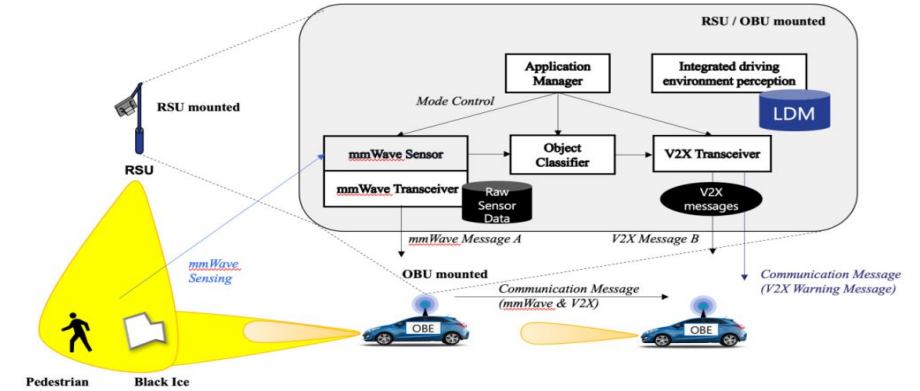 RSU / OBU mounted
Application
Manager
Integrated driving
environment perception
LDM
Mode Control
RSU mounted
RSU
mmWave Sensor
mmWave Transceiver
Object
Classifier
V2X Transceiver
Raw
Sensor
Data
V2X
messages
mmWave Message A
V2X Message B
mmWave
Sensing
OBU mounted
Communication Message
(mmWave & V2X)
Communication Message
(V2X Warning Message)
OBE
OBE
Pedestrian
Black Ice